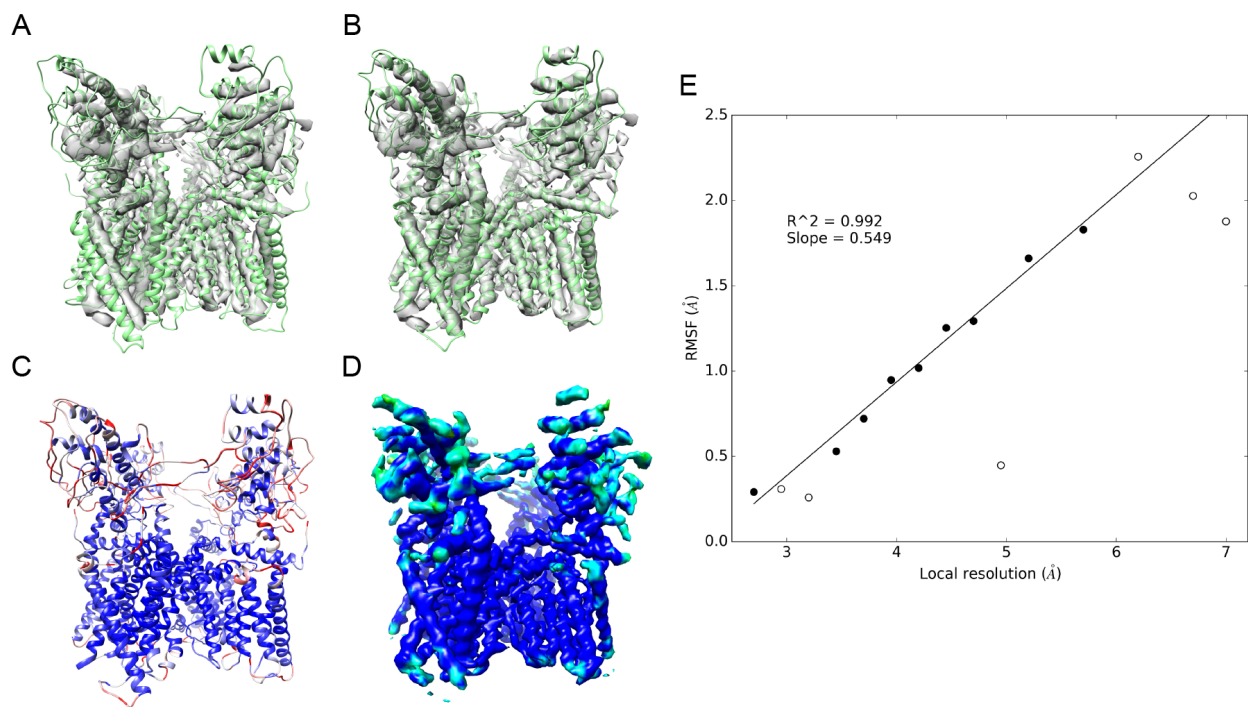 A
B
E
2.5
2.0
1.5
1.0
0.5
0.0
RMSF (Å)
R^2 = 0.992
Slope = 0.549
3
4
5
6
7
Local resolution (Å)
C
D